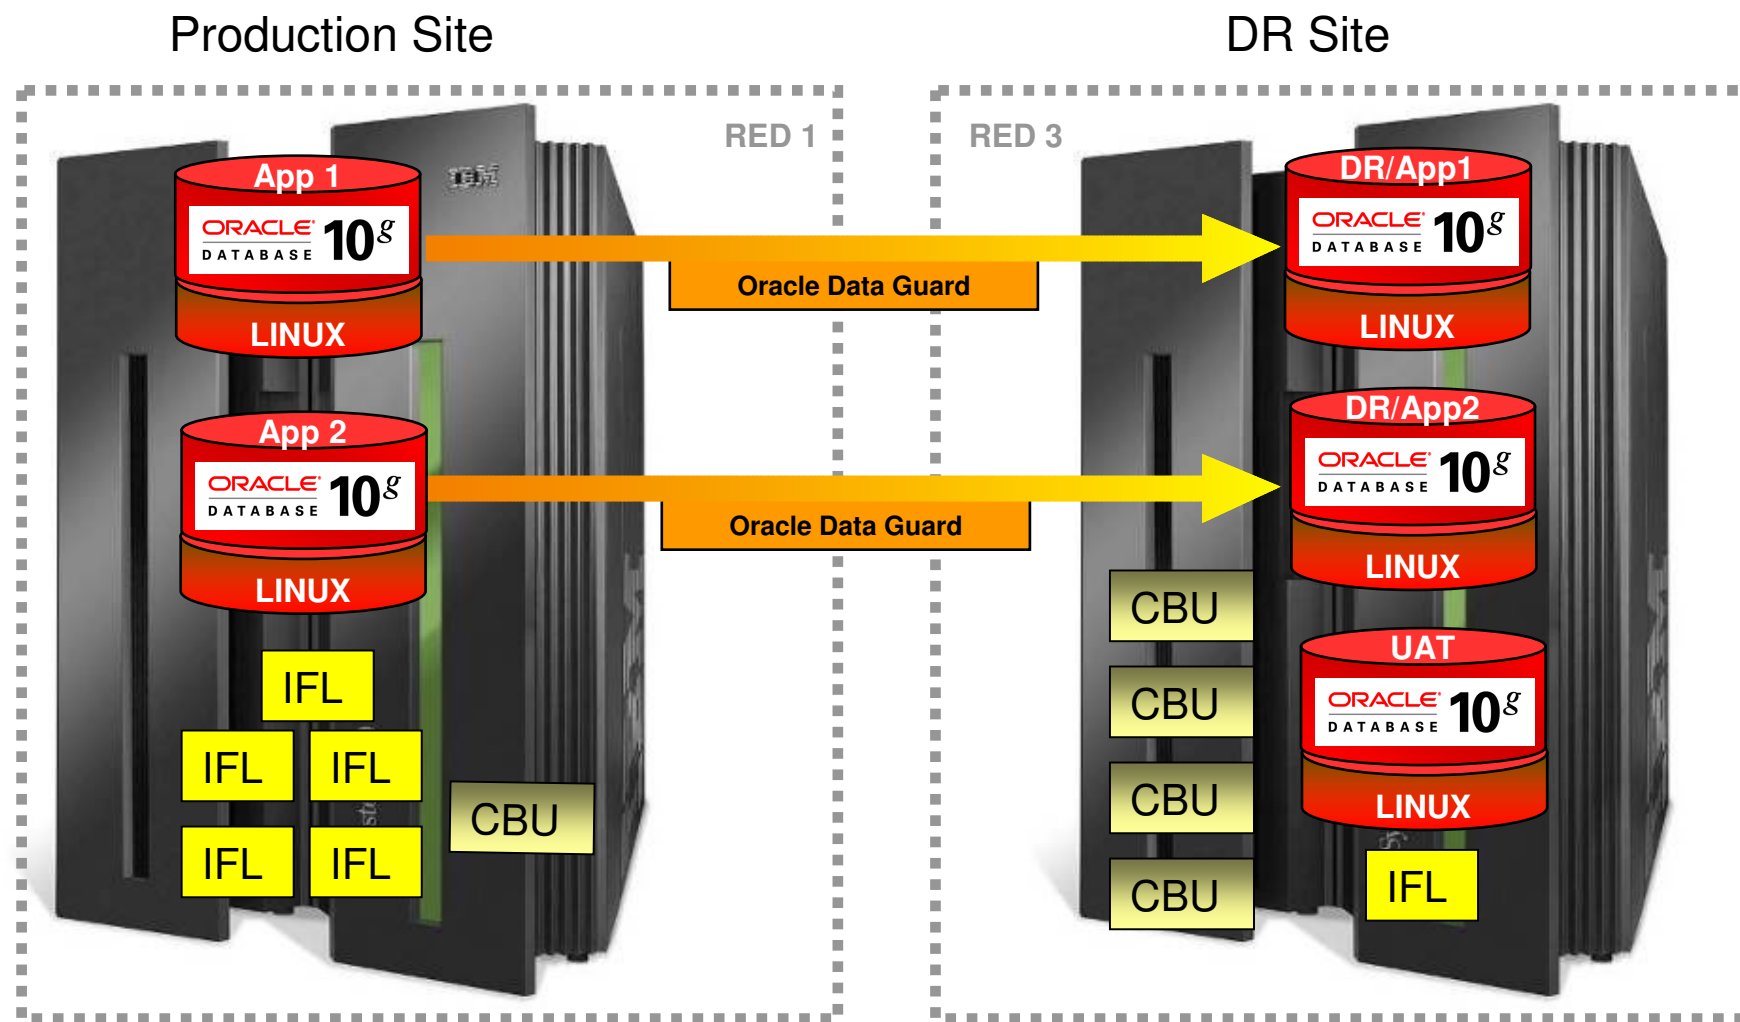 Production Site
DR Site
RED 1
RED 3
IBM
App 1
ORACLE
DATABASE 10g
LINUX
Oracle Data Guard
DR/App1
ORACLE
DATABASE 10g
LINUX
App 2
ORACLE
DATABASE 10g
LINUX
Oracle Data Guard
DR/App2
ORACLE
DATABASE 10g
LINUX
CBU
CBU
CBU
CBU
UAT
ORACLE
DATABASE 10g
LINUX
IFL
IFL
IFL
IFL
IFL
IFL
CBU